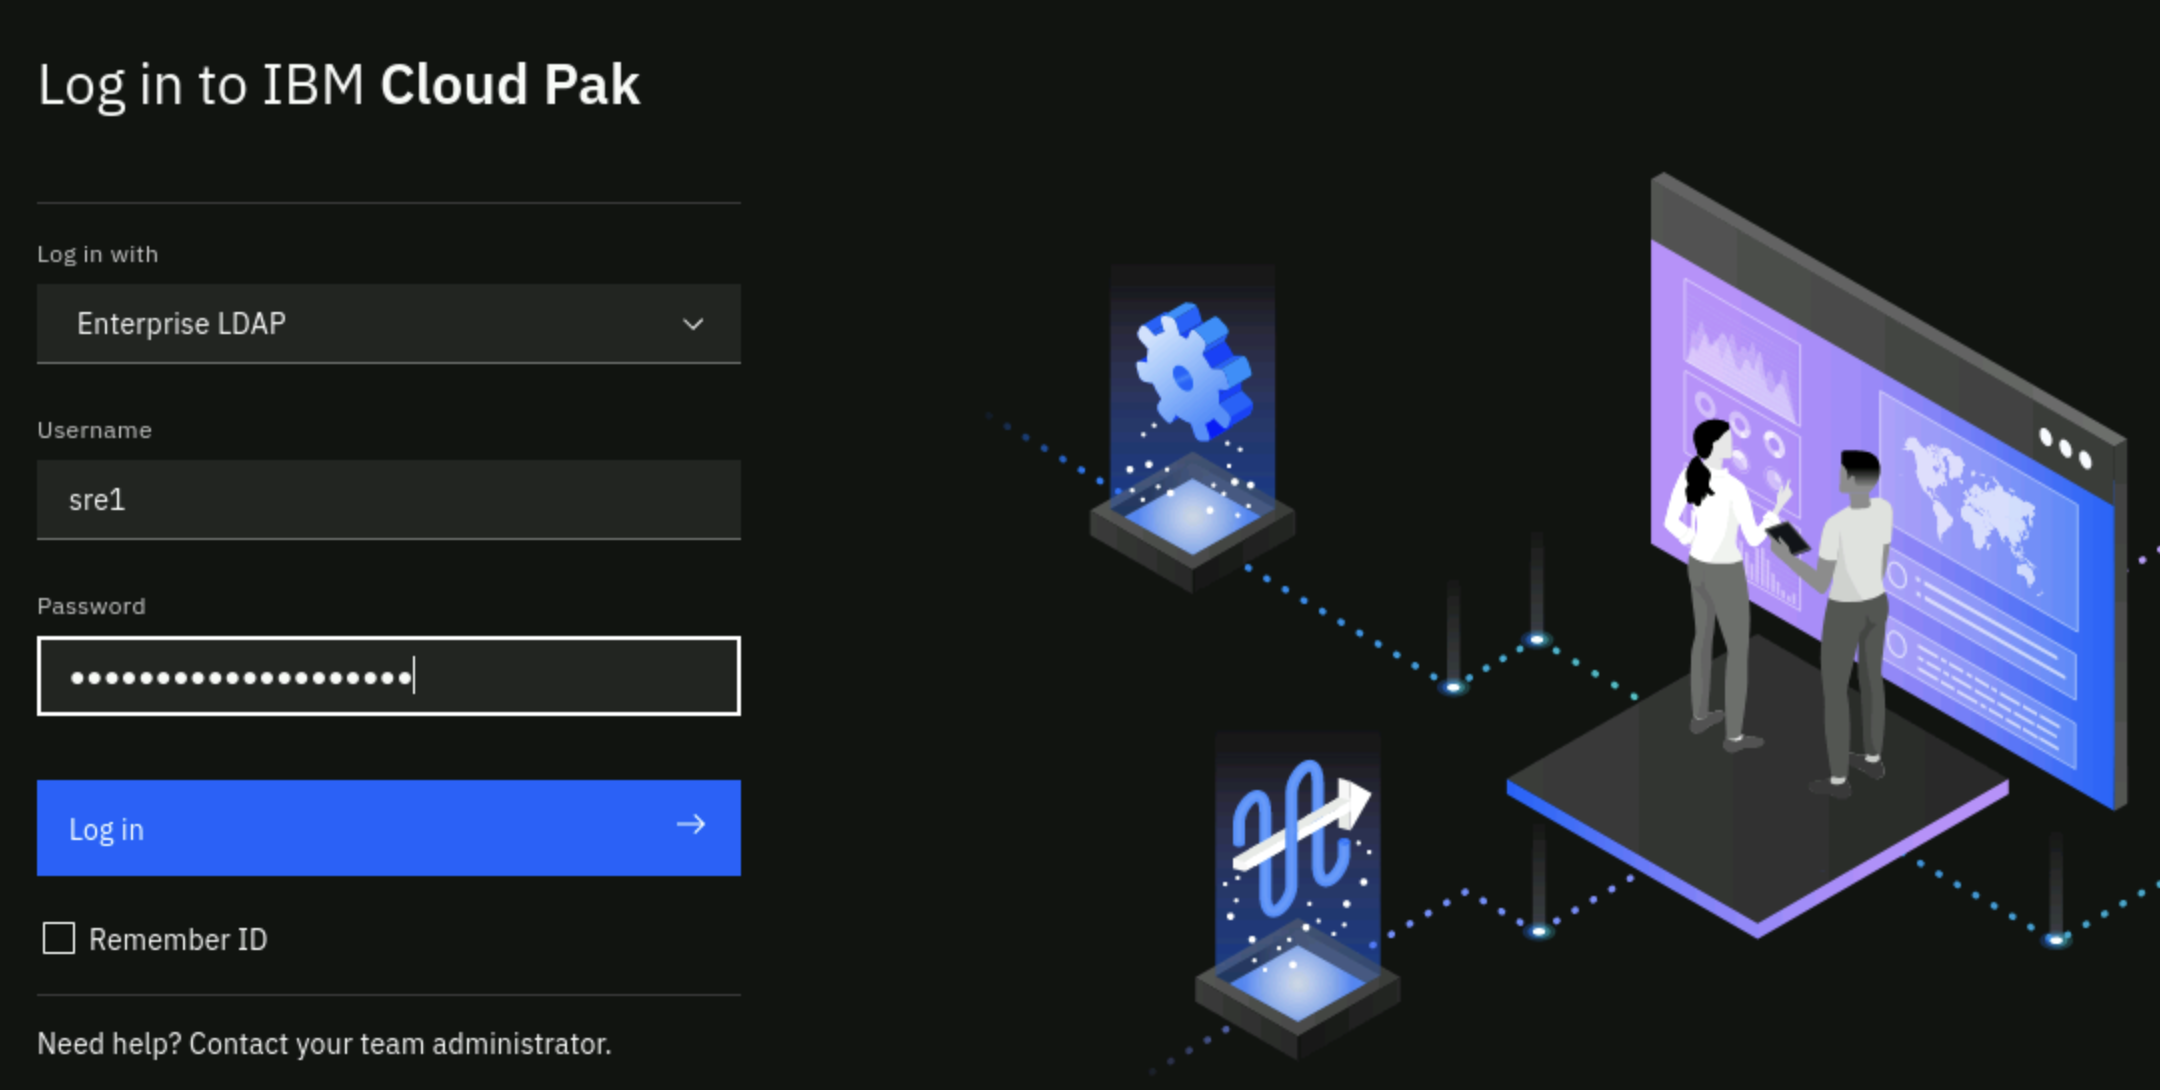 Log in to IBM Cloud Pak
Log in with
Enterprise LDAP
Username
sre1
Password
••••••••••••••••••••
Log in
Remember ID
Need help? Contact your team administrator.